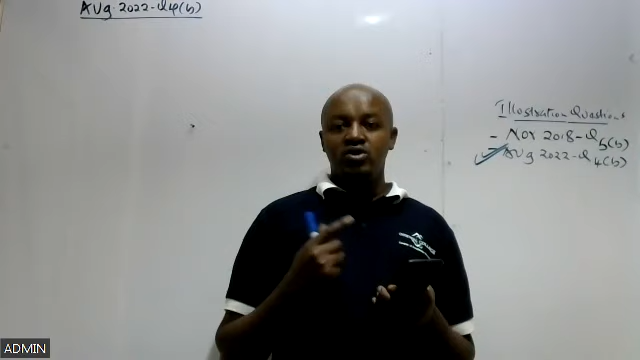 AUg. 2022-Q4(b)
Illustration Questions
- Nov 2018-Q5(b)
- AUg 2022-Q4(b)
ADMIN